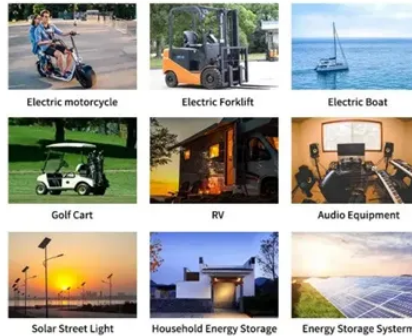 Electric motorcycle
Electric Forklift
Electric Boat
Golf Cart
RV
Audio Equipment
Solar Street Light
Household Energy Storage
Energy Storage Systerm